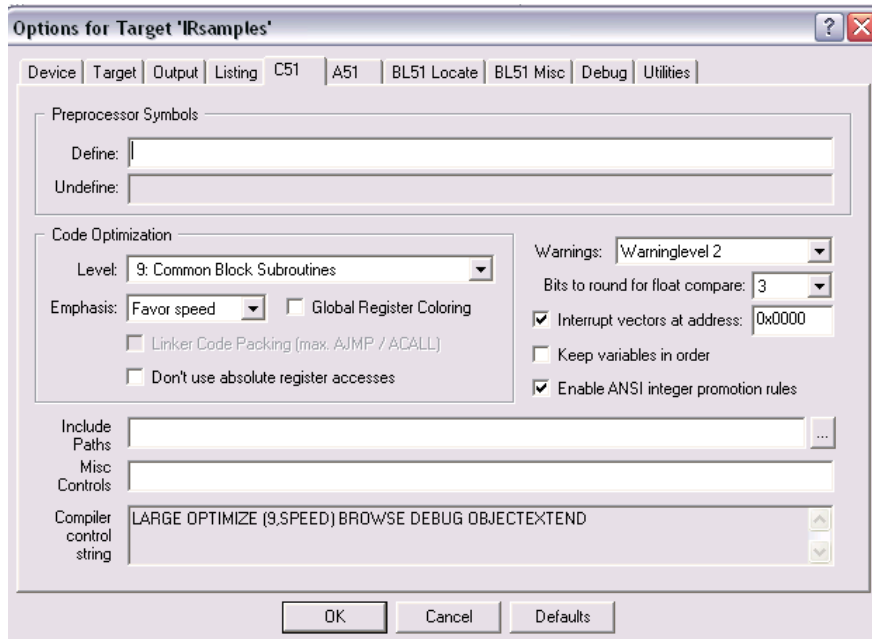 Options for Target 'IRsamples'
Device Target Output Listing C51 A51 BL51 Locate BL51 Misc Debug Utilities
Preprocessor Symbols
Define:
Undefine:
Code Optimization
Level: 9: Common Block Subroutines
Emphasis: Favor speed Global Register Coloring
Linker Code Packing (max. AJMP / ACALL)
Don't use absolute register accesses
Warnings: Warninglevel 2
Bits to round for float compare: 3
Interrupt vectors at address: 0x0000
Keep variables in order
Enable ANSI integer promotion rules
Include
Paths
...
Misc
Controls
Compiler
control
string
LARGE OPTIMIZE (9,SPEED) BROWSE DEBUG OBJECTEXTEND
OK Cancel Defaults